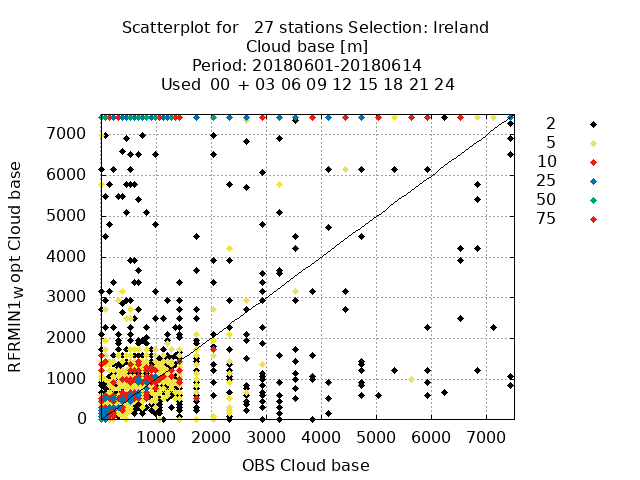 Scatterplot for 27 stations Selection: Ireland
Cloud base [m]
Period: 20180601-20180614
Used 00 + 03 06 09 12 15 18 21 24
RFRMIN1W opt Cloud base
7000
6000
5000
4000
3000
2000
1000
0
1000 2000 3000 4000 5000 6000 7000
OBS Cloud base
2
5
10
25
50
75